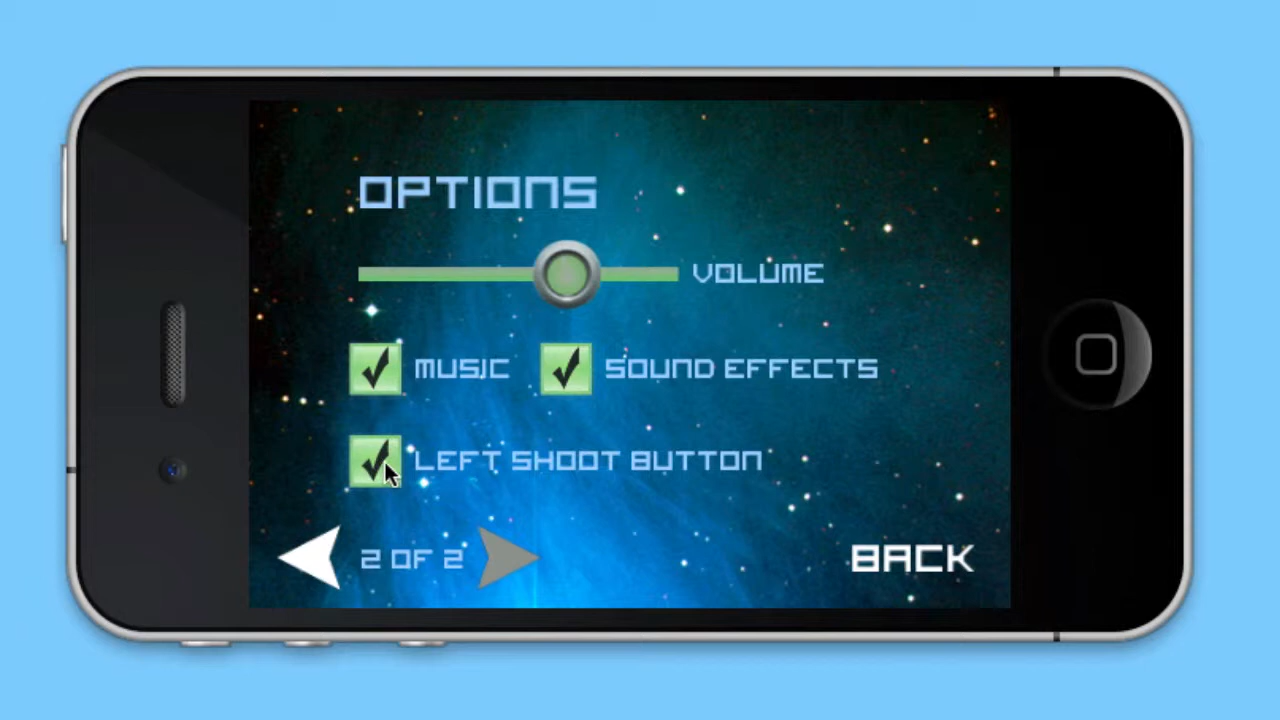 OPTIONS
VOLUME
MUSIC SOUND EFFECTS
LEFT SHOOT BUTTON
2 OF 2 BACK